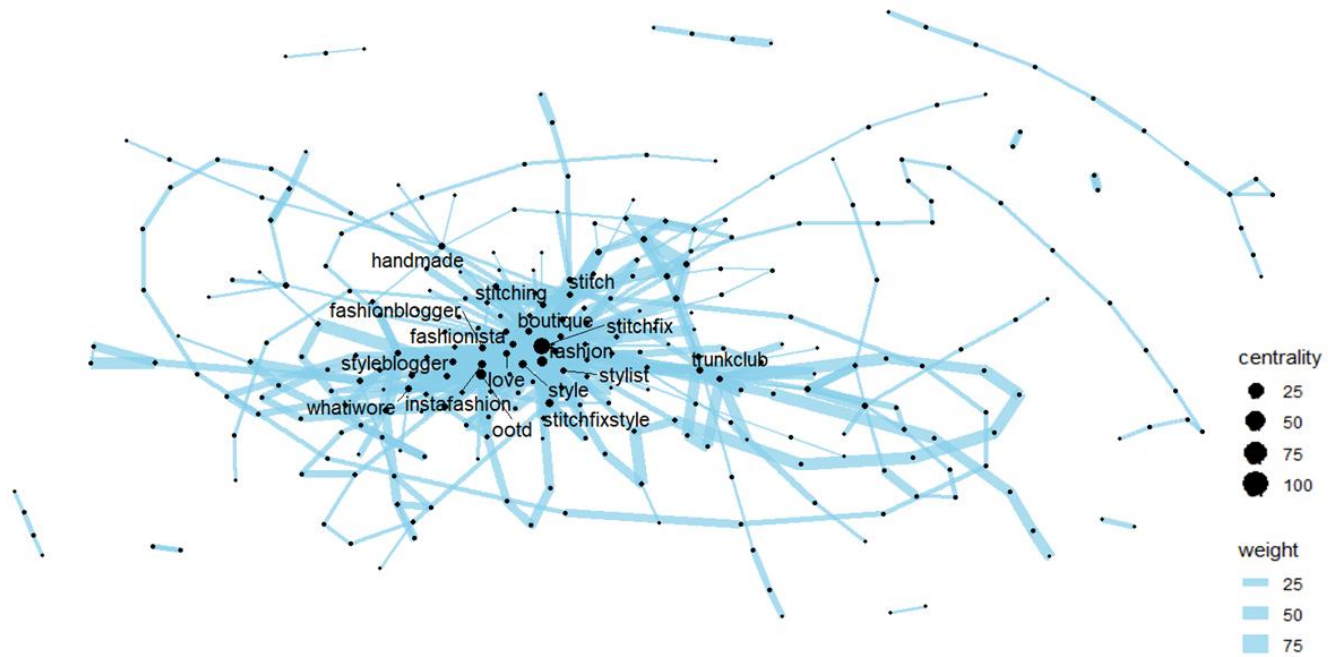 handmade
stitch
stitching
fashionblogger
boutique
stitchfix
fashionista
fashion
trunkclub
styleblogger
love
stylist
style
whatiwore
instafashion
stitchfixstyle
ootd
centrality
25
50
75
100
weight
25
50
75